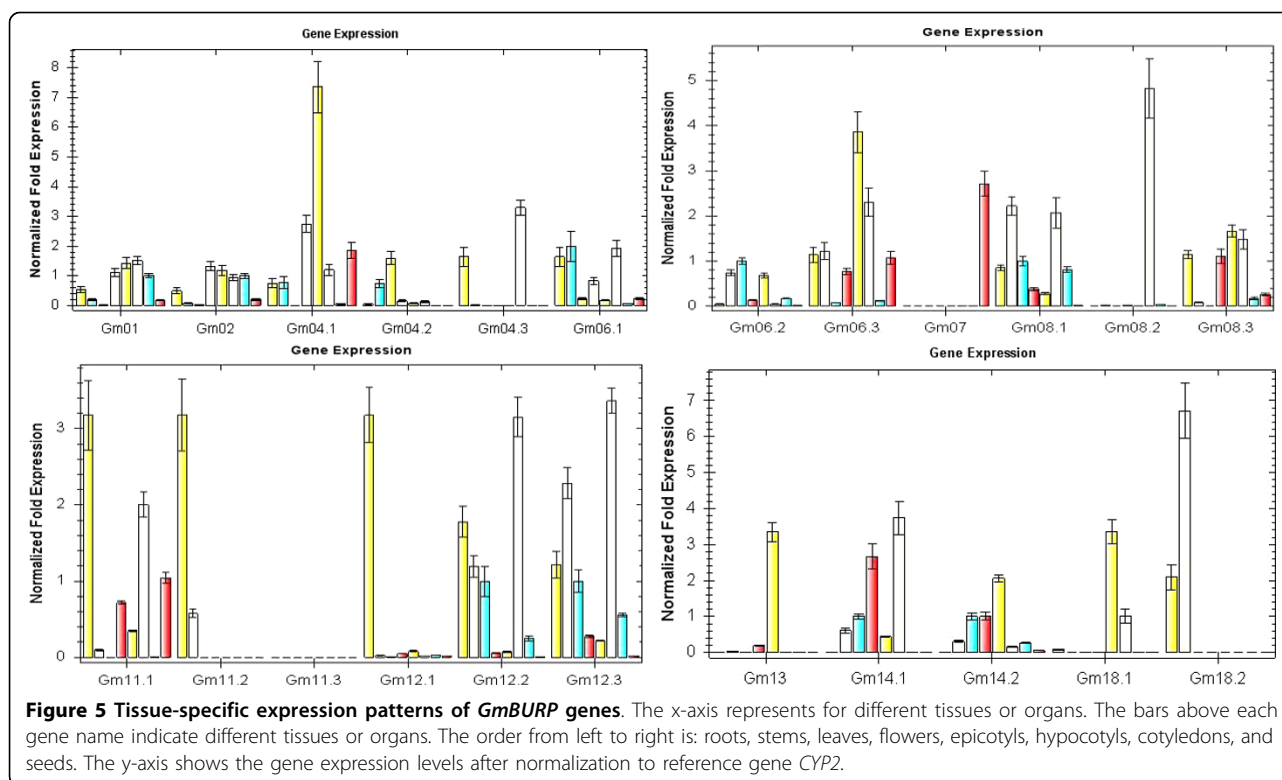 Gene Expression
Normalized Fold Expression
8
7
6
5
4
3
2
1
0
Gm01 Gm02 Gm04.1 Gm04.2 Gm04.3 Gm06.1
Gene Expression
Normalized Fold Expression
5
4
3
2
1
0
Gm06.2 Gm06.3 Gm07 Gm08.1 Gm08.2 Gm08.3
Gene Expression
Normalized Fold Expression
3
2
1
0
Gm11.1 Gm11.2 Gm11.3 Gm12.1 Gm12.2 Gm12.3
Gene Expression
Normalized Fold Expression
7
6
5
4
3
2
1
0
Gm13 Gm14.1 Gm14.2 Gm18.1 Gm18.2
Figure 5 Tissue-specific expression patterns of GmBURP genes. The x-axis represents for different tissues or organs. The bars above each
gene name indicate different tissues or organs. The order from left to right is: roots, stems, leaves, flowers, epicotyls, hypocotyls, cotyledons, and
seeds. The y-axis shows the gene expression levels after normalization to reference gene CYP2.